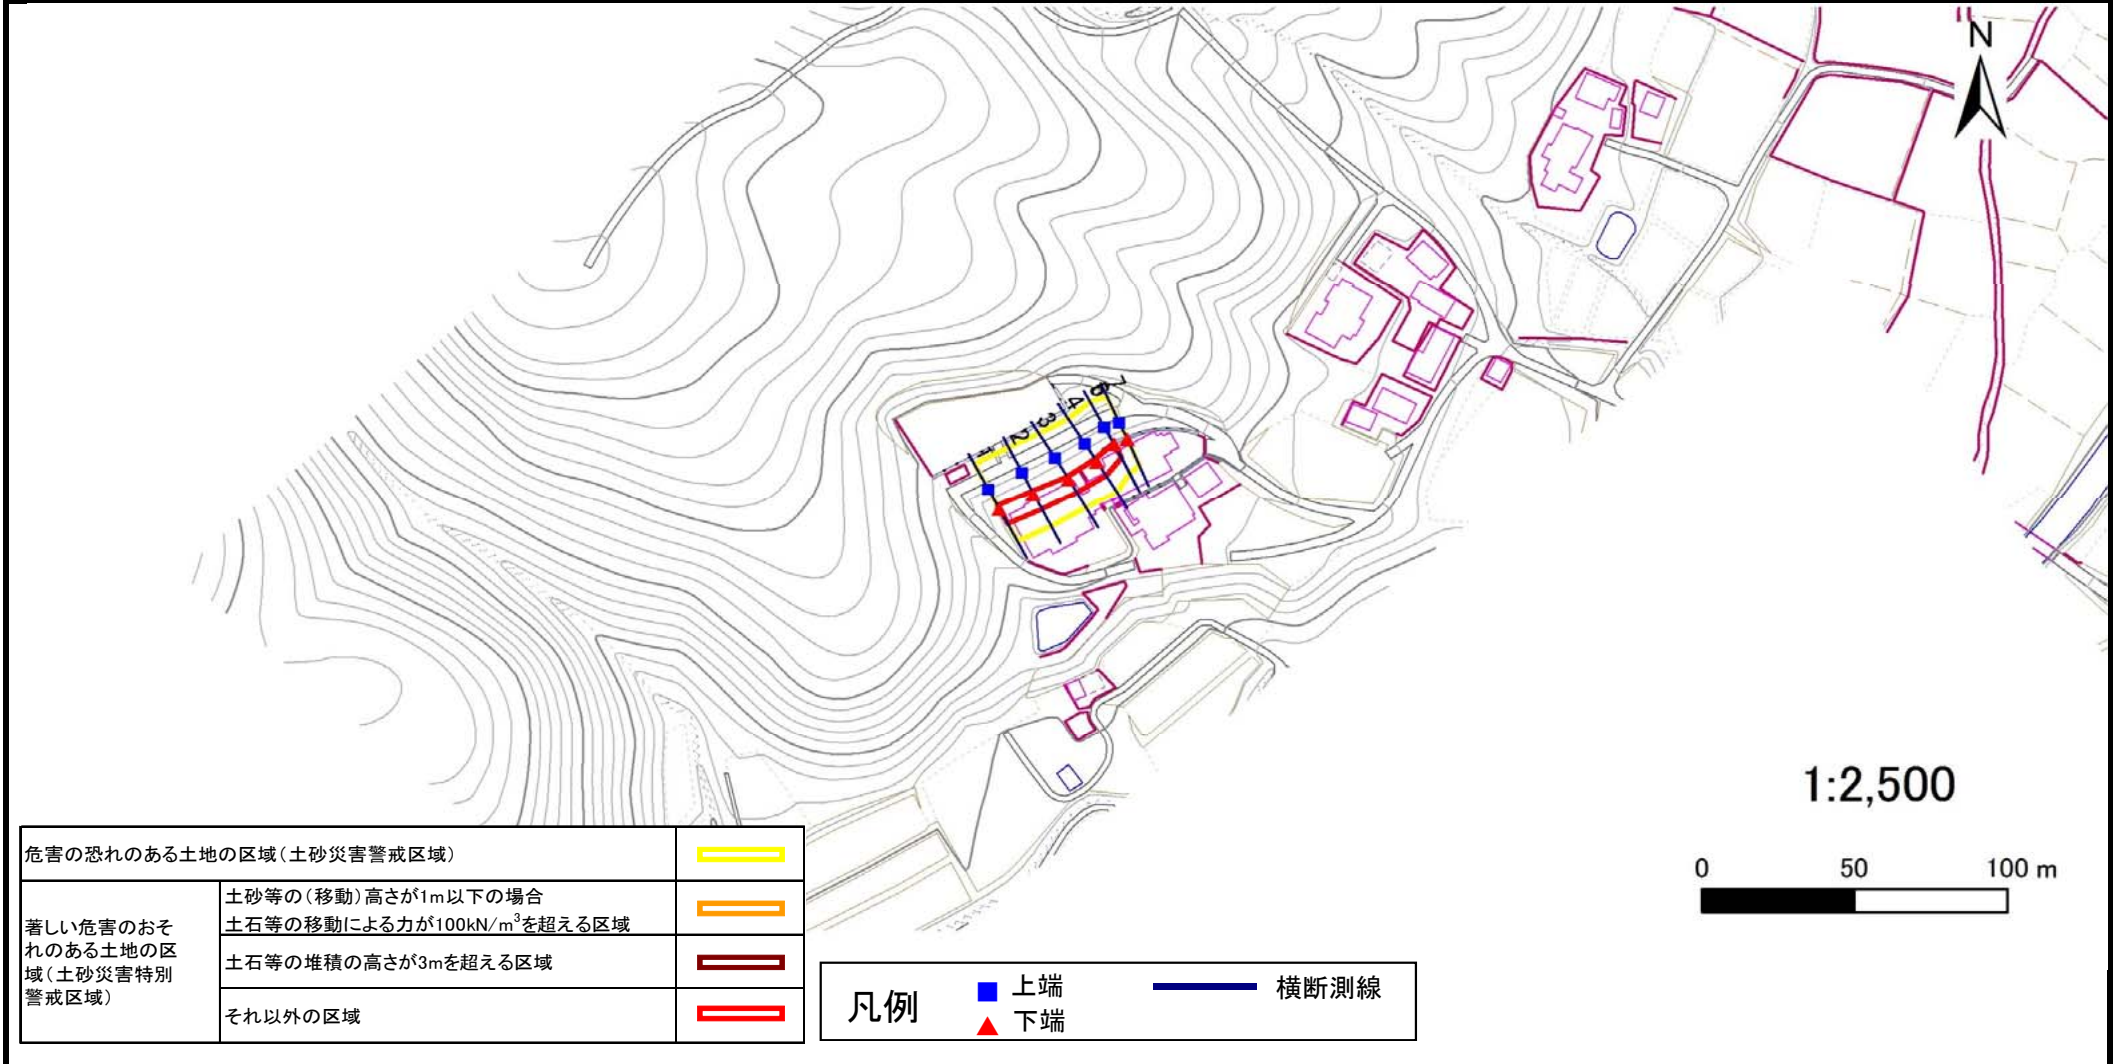 N
7
6
4
3
2
1
1:2,500
0 50 100 m
危害の恐れのある土地の区域(土砂災害警戒区域)
著しい危害のおそ
れのある土地の区
域(土砂災害特別
警戒区域)
土砂等の(移動)高さが1m以下の場合
土石等の移動による力が100kN/m³を超える区域
土石等の堆積の高さが3mを超える区域
それ以外の区域
凡例
上端
下端
横断測線